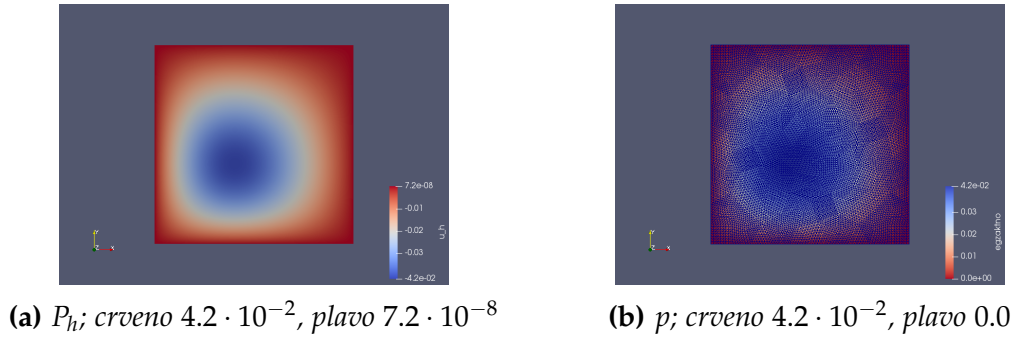 7.2e-08
-0.01
-0.03
-4.2e-02
u_h
Y
Z X
4.2e-02
0.03
0.02
0.01
0.0e+00
egzaktno
Y
Z X
(a) P_h; crveno 4.2 · 10^{−2}, plavo 7.2 · 10^{−8}
(b) p; crveno 4.2 · 10^{−2}, plavo 0.0